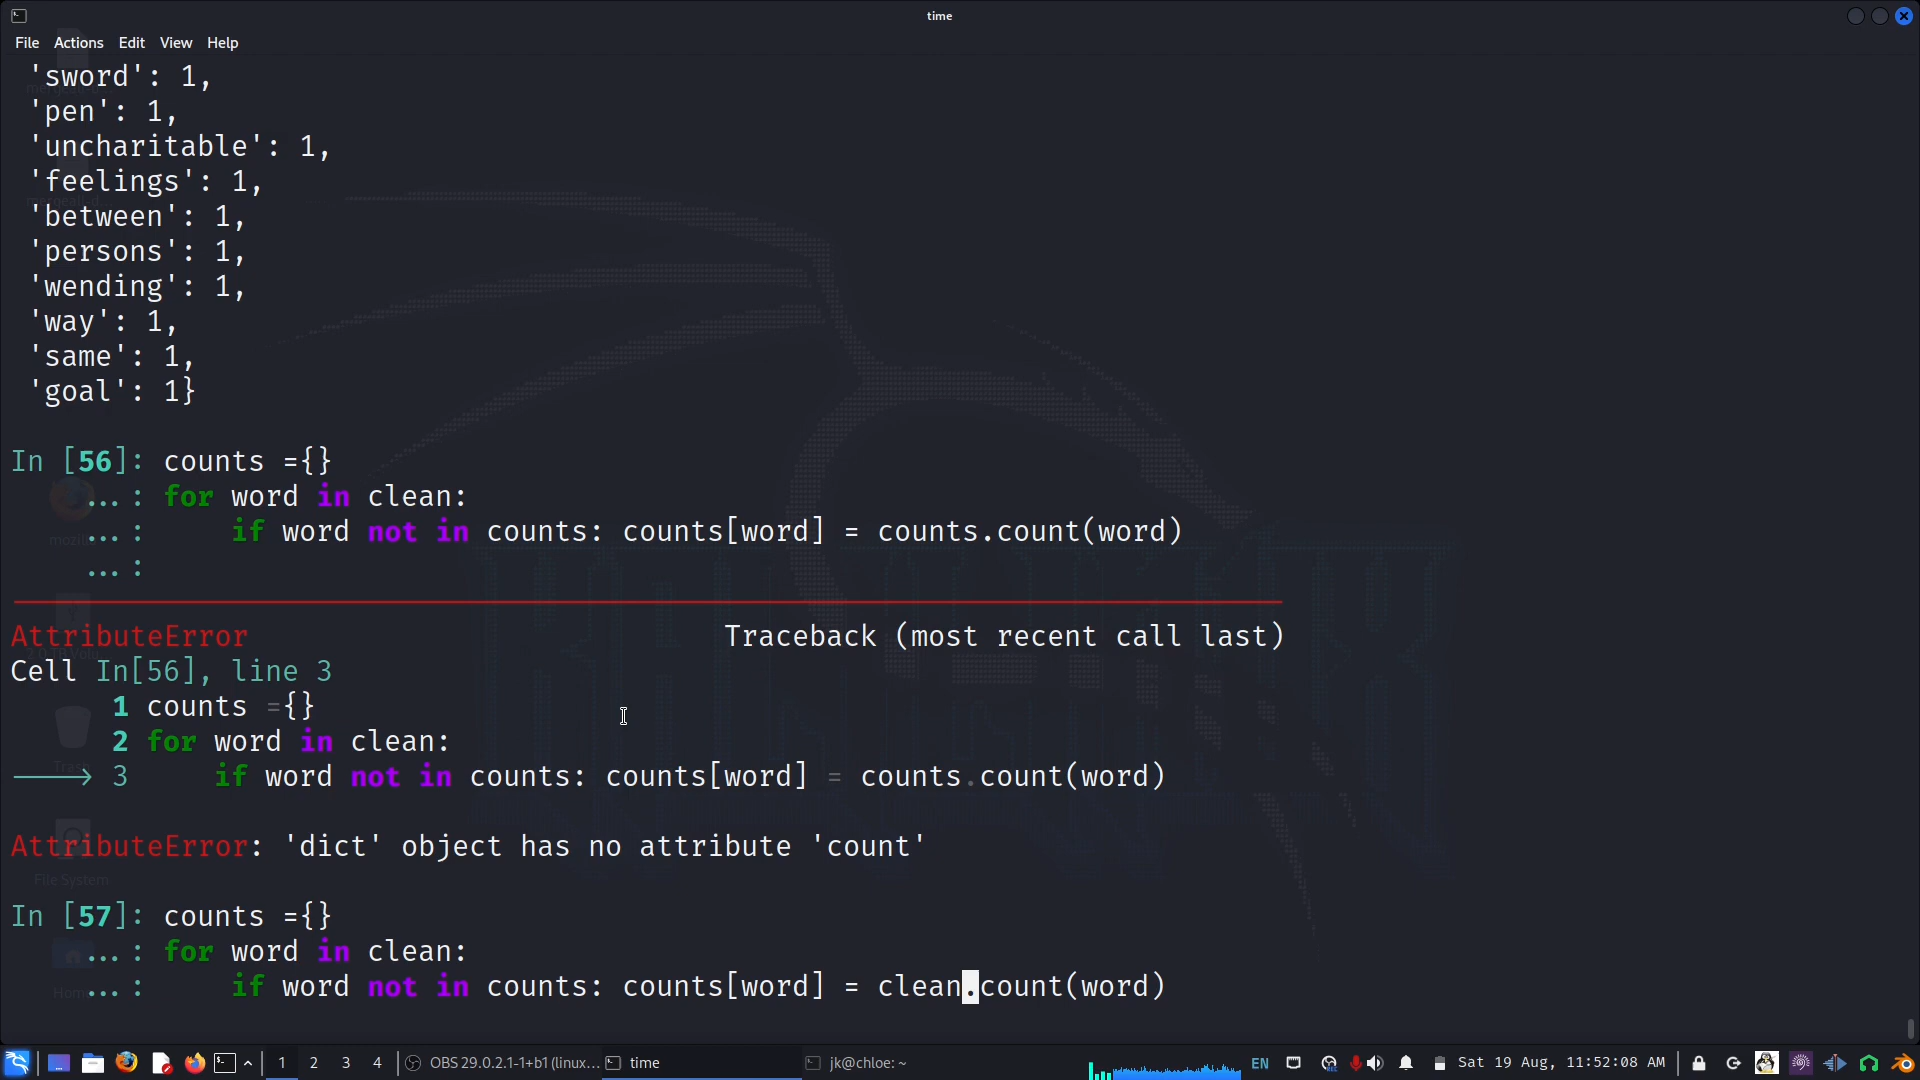 time
File Actions Edit View Help
'sword': 1,
'pen': 1,
'uncharitable': 1,
'feelings': 1,
'between': 1,
'persons': 1,
'wending': 1,
'way': 1,
'same': 1,
'goal': 1}
In [56]: counts ={}
...: for word in clean:
...: if word not in counts: counts[word] = counts.count(word)
...:
AttributeError Traceback (most recent call last)
Cell In[56], line 3
1 counts ={}
2 for word in clean:
3 if word not in counts: counts[word] = counts.count(word)
AttributeError: 'dict' object has no attribute 'count'
File System
In [57]: counts ={}
...: for word in clean:
...: if word not in counts: counts[word] = clean.count(word)
1 2 3 4 OBS 29.0.2.1-1+b1 (linux... time jk@chloe: ~ EN Sat 19 Aug, 11:52:08 AM